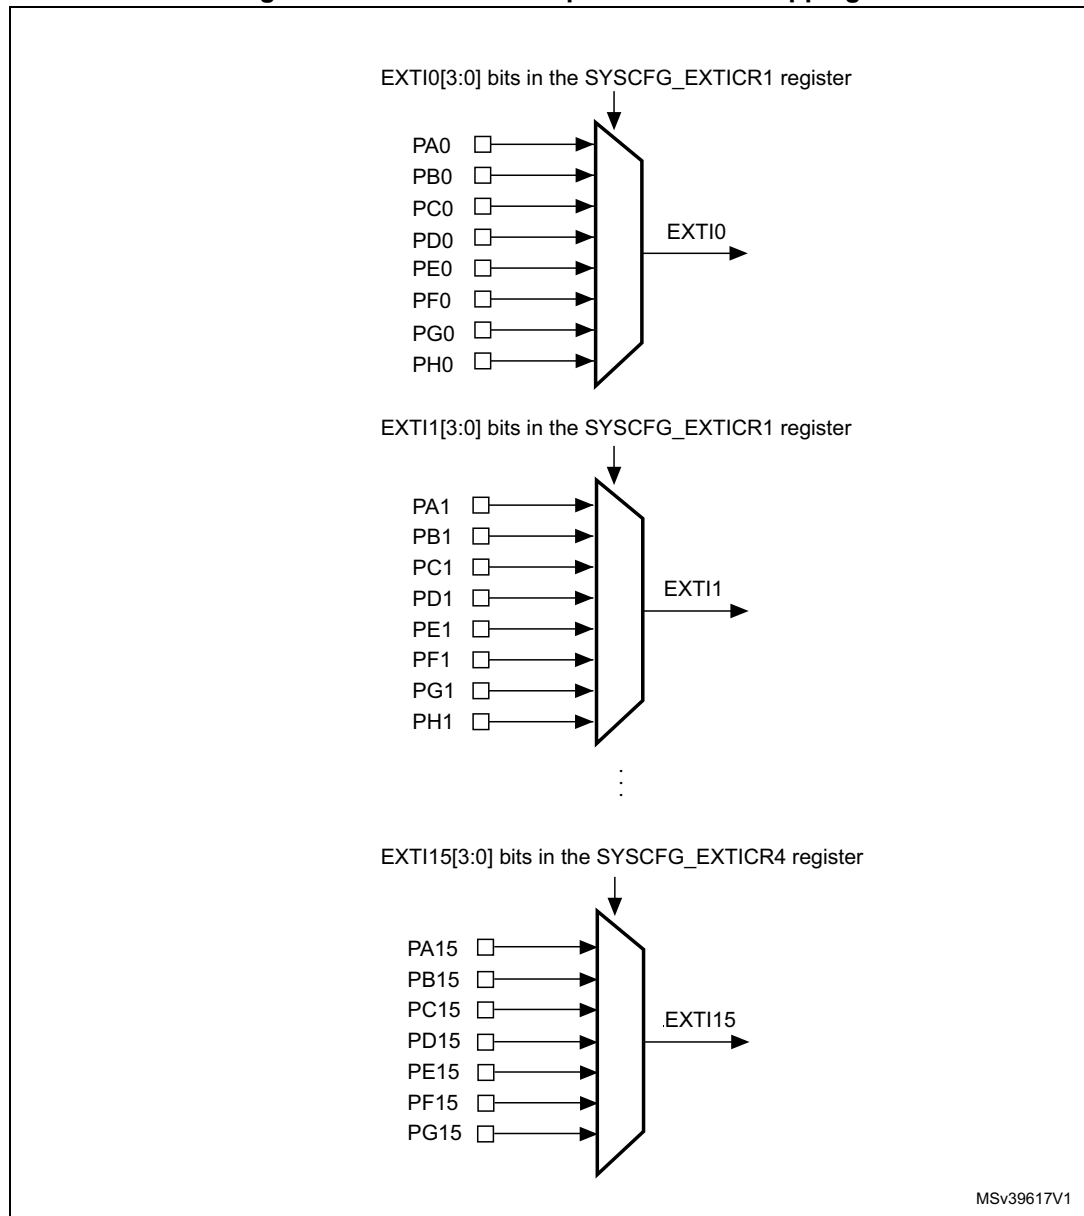 EXTI0[3:0] bits in the SYSCFG_EXTICR1 register
PA0
PB0
PC0
PD0
EXTI0
PE0
PF0
PG0
PH0
EXTI1[3:0] bits in the SYSCFG_EXTICR1 register
PA1
PB1
PC1
PD1
EXTI1
PE1
PF1
PG1
PH1
EXTI15[3:0] bits in the SYSCFG_EXTICR4 register
PA15
PB15
PC15
EXTI15
PD15
PE15
PF15
PG15
MSv39617V1